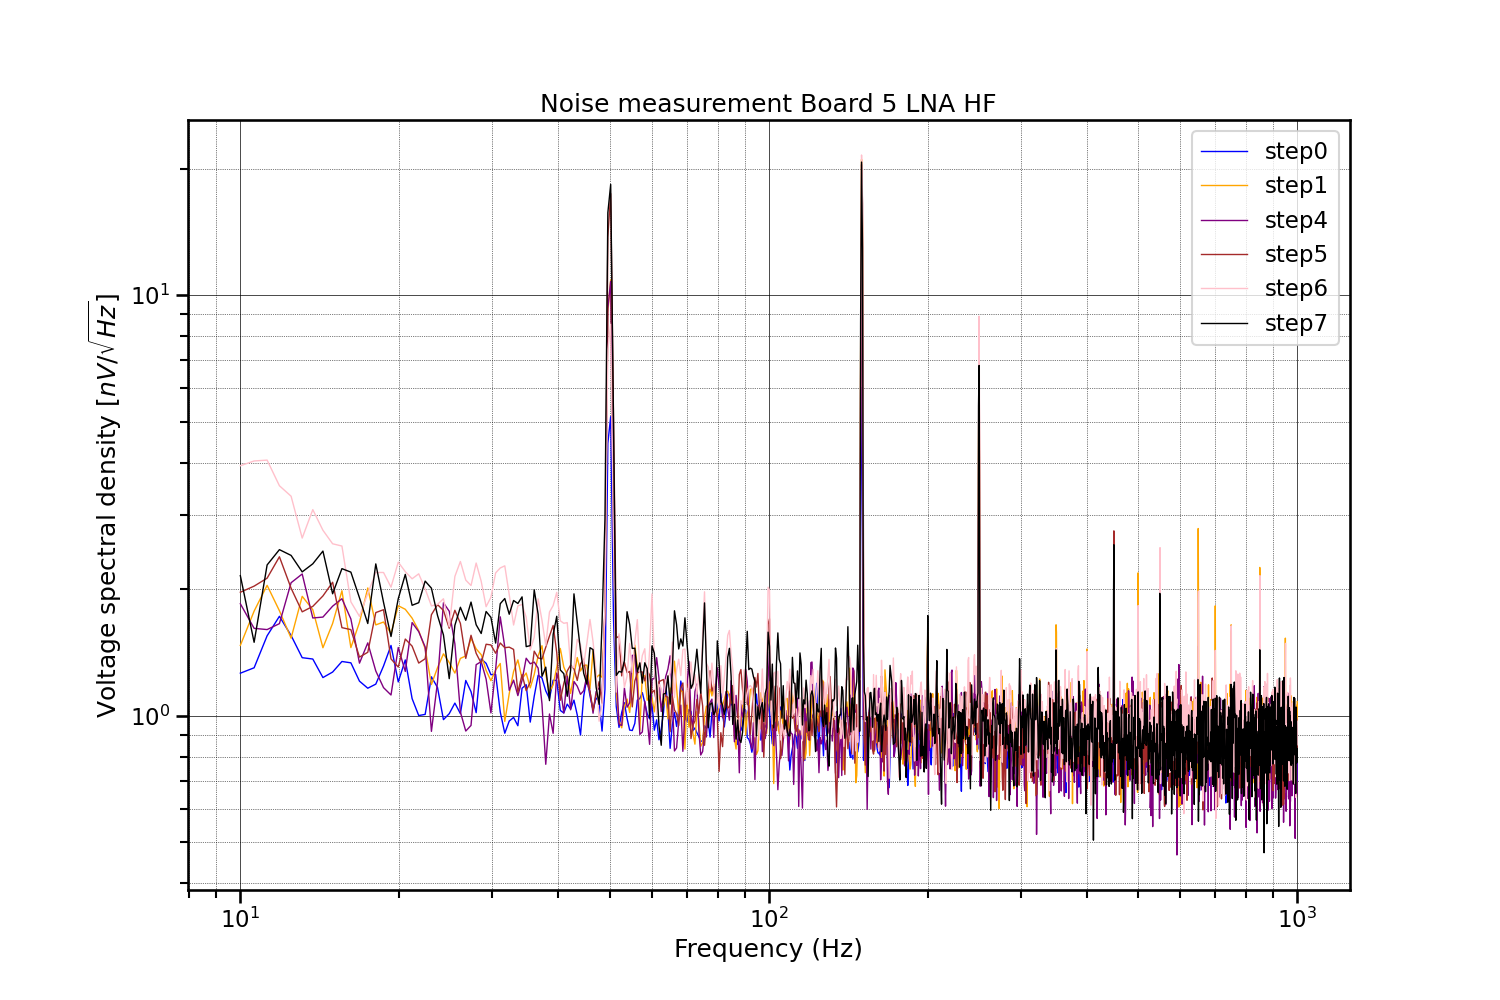 Noise measurement Board 5 LNA HF
step0
step1
step4
step5
step6
step7
Voltage spectral density [nV/√Hz]
10¹
10⁰
10¹
10²
10³
Frequency (Hz)